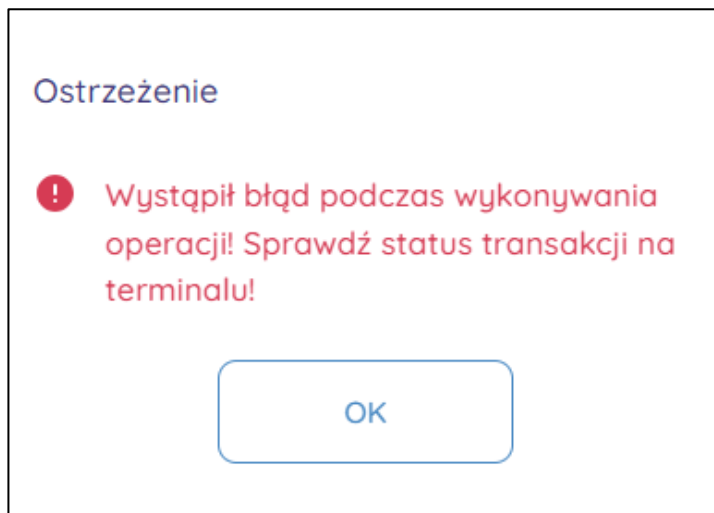 Ostrzeżenie
Wystąpił błąd podczas wykonywania
operacji! Sprawdź status transakcji na
terminalu!
OK